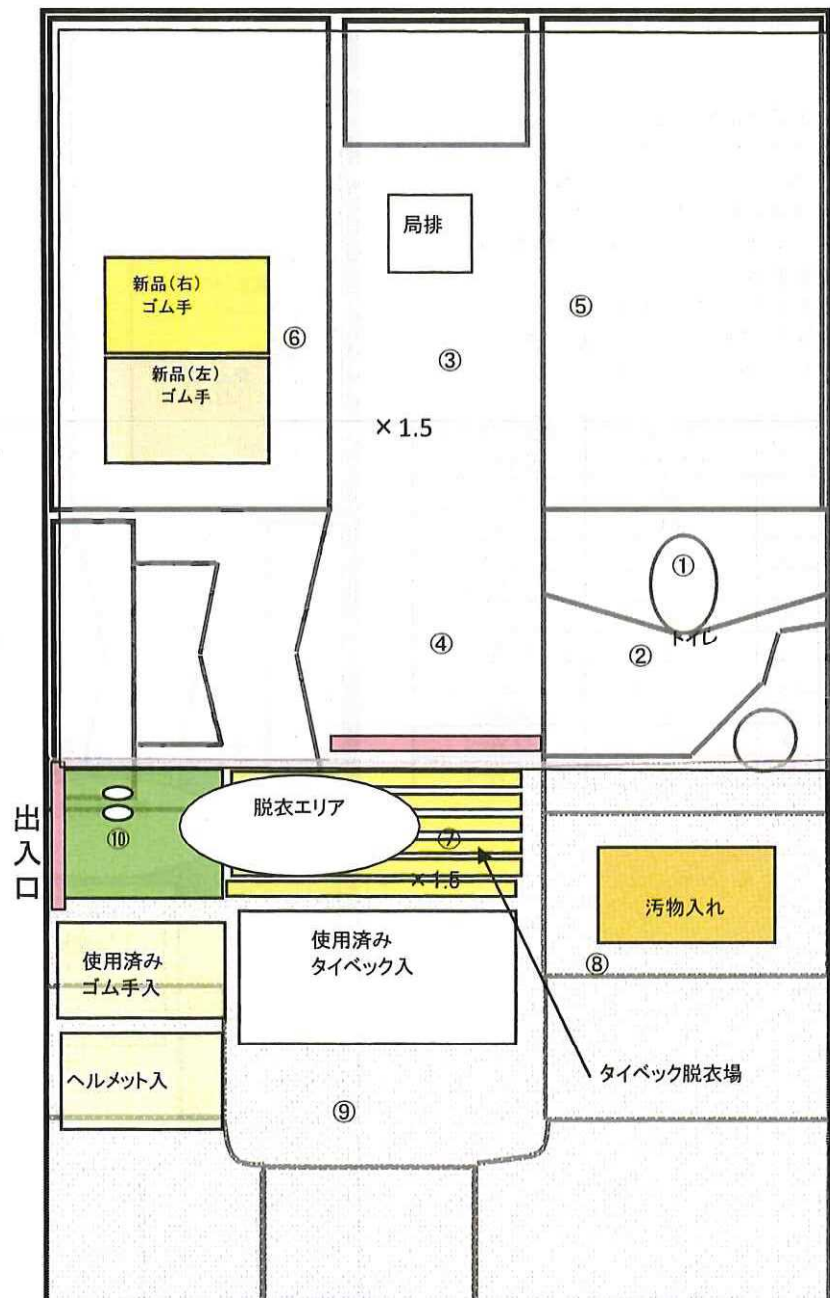 局排
新品(右)
ゴム手
⑥
⑤
③
新品(左)
ゴム手
×1.5
①
④
②
トイレ
出入口
脱衣エリア
⑦
⑩
×1.5
汚物入れ
使用済み
タイベック入
使用済み
ゴム手入
⑧
ヘルメット入
タイベック脱衣場
⑨